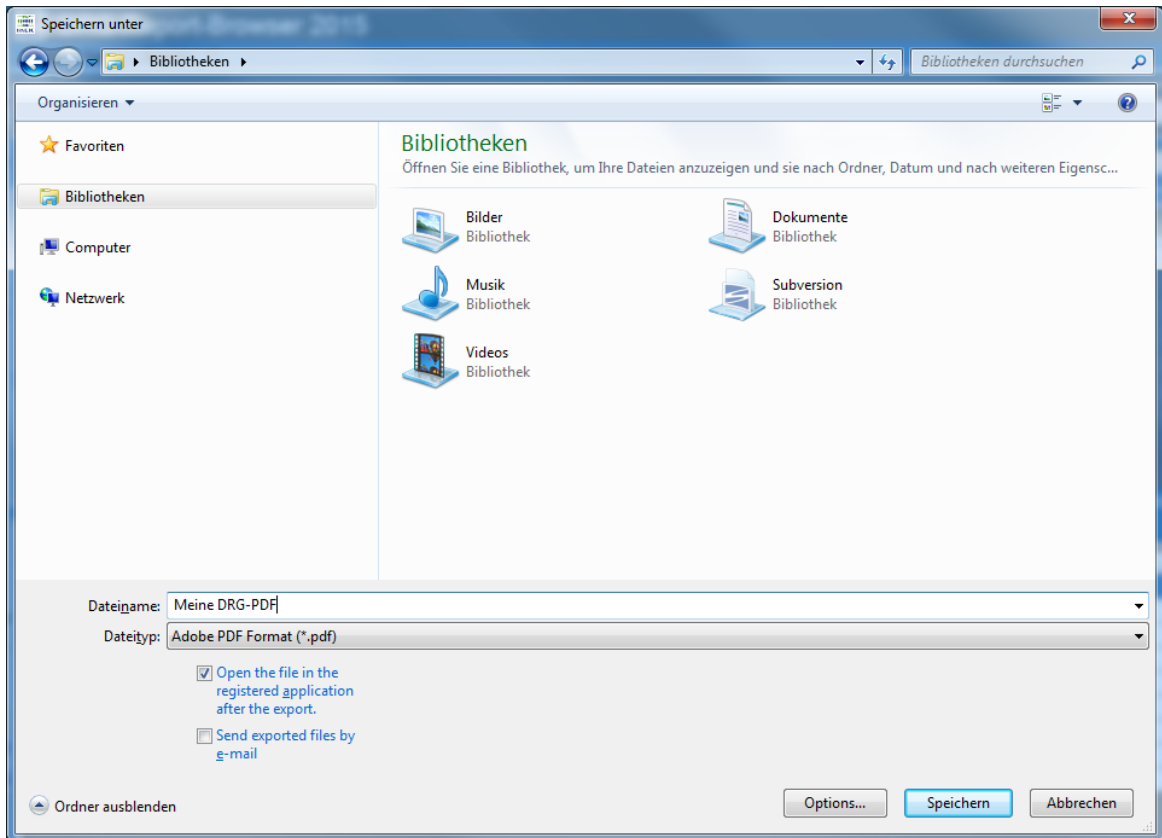 Speichern unter
Bibliotheken
Bibliotheken durchsuchen
Organisieren
Favoriten
Bibliotheken
Computer
Netzwerk
Bibliotheken
Öffnen Sie eine Bibliothek, um Ihre Dateien anzuzeigen und sie nach Ordner, Datum und nach weiteren Eigensc...
Bilder
Bibliothek
Dokumente
Bibliothek
Musik
Bibliothek
Subversion
Bibliothek
Videos
Bibliothek
Dateiname: Meine DRG-PDF
Dateityp: Adobe PDF Format (*.pdf)
Open the file in the
registered application
after the export.
Send exported files by
e-mail
Ordner ausblenden
Options...
Speichern
Abbrechen